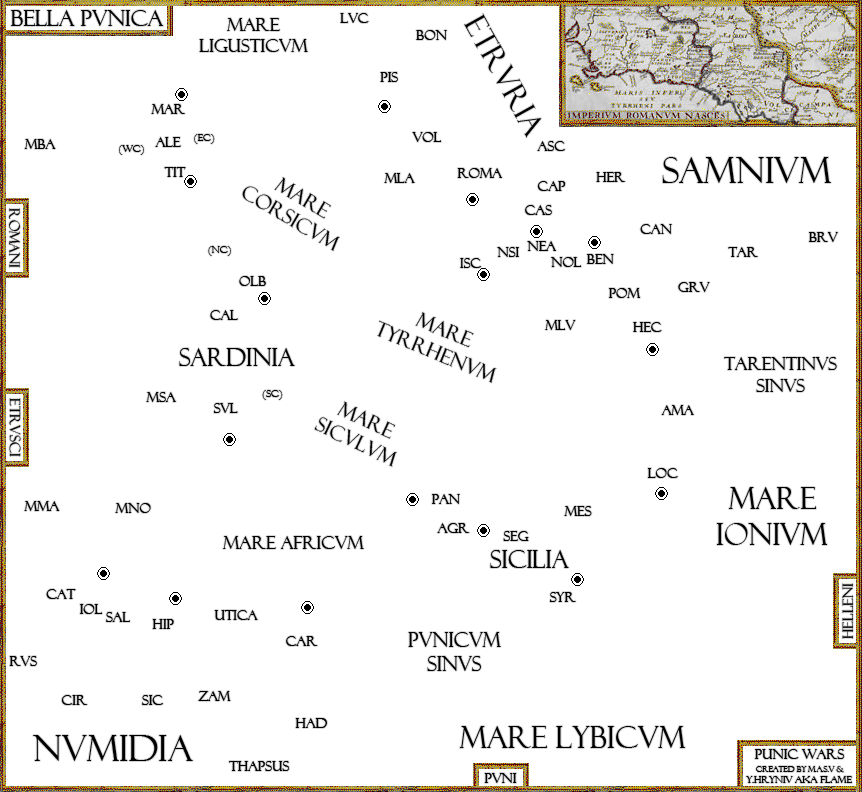 BELLA PVNICA
MARE
LIGUSTICVM
LVC
BON
ETRVRIA
PIS
MAR
MBA
(WC)
ALE
(EC)
TIT
VOL
MLA
ROMA
ASC
CAP
HER
SAMNIVM
MARIS INFERI
SEV
TYRRHENI PARS
IMPERIVM ROMANVM NASCES
MARE
CORSICVM
CAS
NEA
NSI
ISC
NOL
BEN
CAN
TAR
BRV
ROMANI
(NC)
OLB
CAL
POM
GRV
MARE
TYRRHENVM
MLV
HEC
SARDINIA
TARENTINVS
SINVS
MSA
SVL
(SC)
MARE
SICVLVM
AMA
ETRVSCI
LOC
PAN
MMA
MNO
MES
MARE
IONIVM
AGR
SEG
MARE AFRICVM
SICILIA
CAT
IOL
SAL
HIP
UTICA
SYR
HELLENI
CAR
PVNICVM
SINVS
RVS
CIR
SIC
ZAM
HAD
NVMIDIA
MARE LYBICVM
THAPSUS
PVNI
PUNIC WARS
CREATED BY MASV &
Y.HRYNIV AKA FLAME